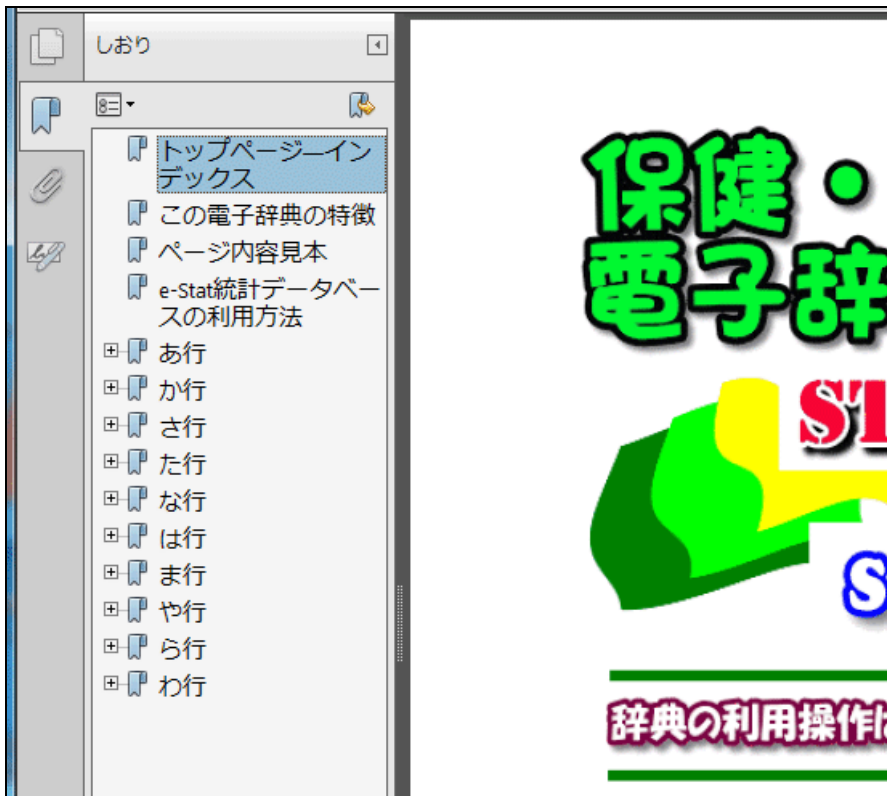 しおり
トップページ―イン
デックス
この電子辞典の特徴
ページ内容見本
e-Stat統計データベー
スの利用方法
あ行
か行
さ行
た行
な行
は行
ま行
や行
ら行
わ行
保健・
電子辞
ST
S
辞典の利用操作は